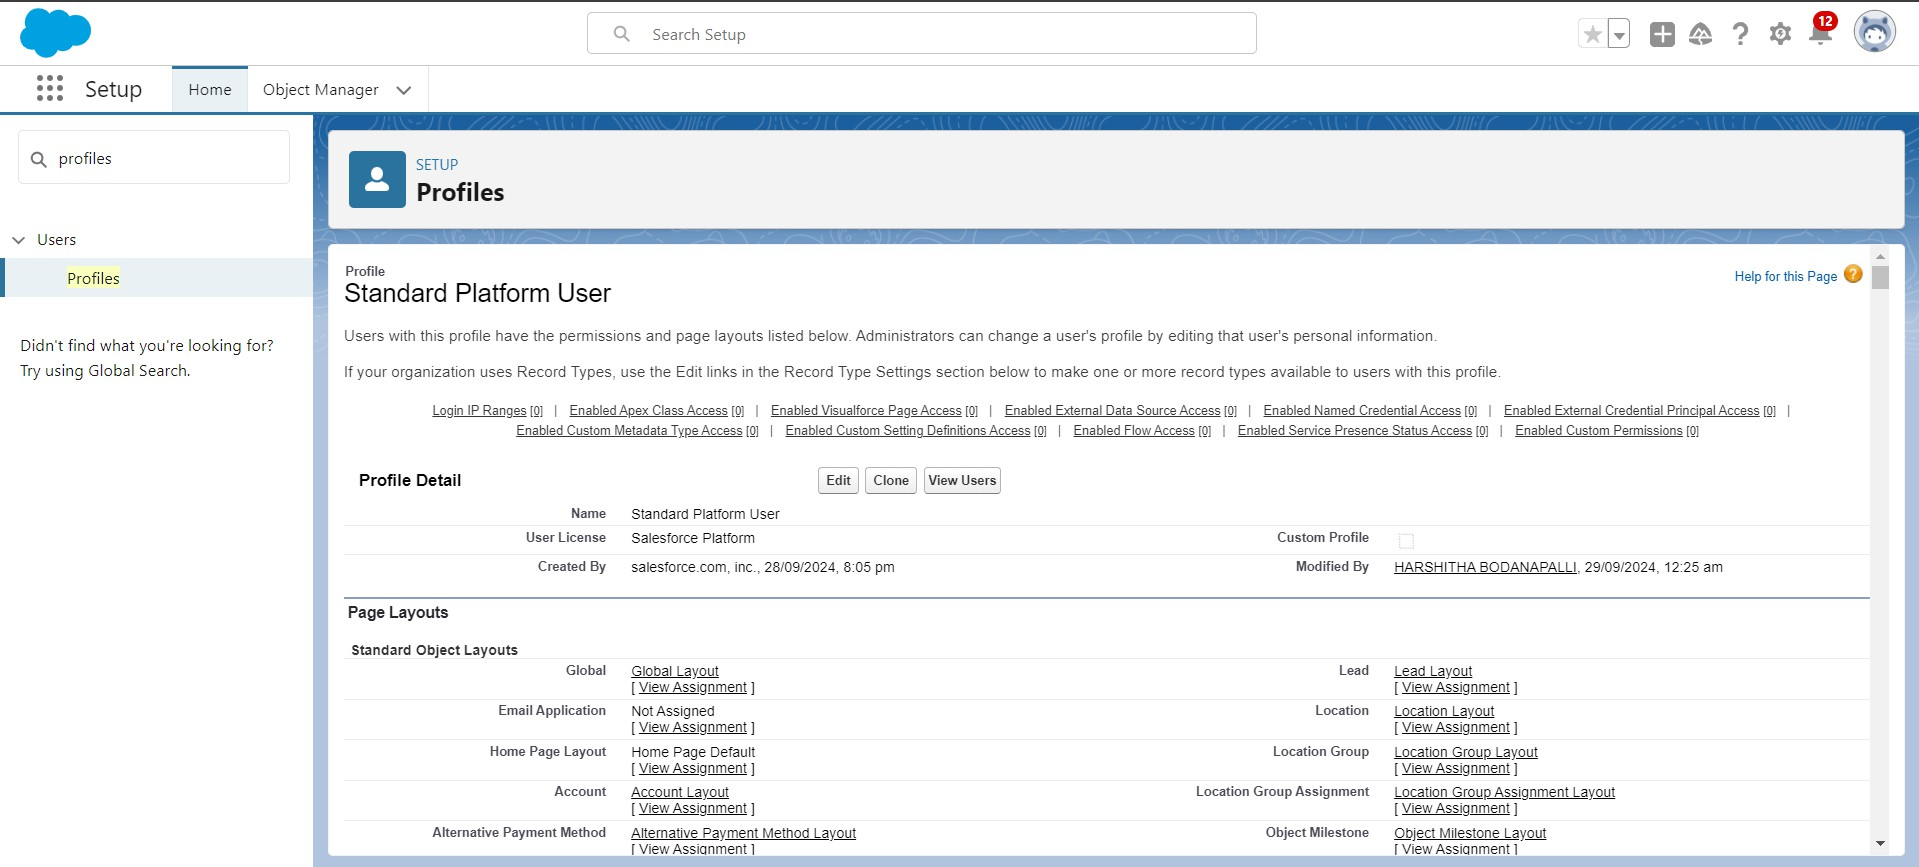 Search Setup
12
Setup
Home
Object Manager
profiles
Users
Profiles
Didn't find what you're looking for?
Try using Global Search.
SETUP
Profiles
Profile
Standard Platform User
Help for this Page ?
Users with this profile have the permissions and page layouts listed below. Administrators can change a user's profile by editing that user's personal information.
If your organization uses Record Types, use the Edit links in the Record Type Settings section below to make one or more record types available to users with this profile.
Login IP Ranges [0] | Enabled Apex Class Access [0] | Enabled Visualforce Page Access [0] | Enabled External Data Source Access [0] | Enabled Named Credential Access [0] | Enabled External Credential Principal Access [0] |
Enabled Custom Metadata Type Access [0] | Enabled Custom Setting Definitions Access [0] | Enabled Flow Access [0] | Enabled Service Presence Status Access [0] | Enabled Custom Permissions [0]
Profile Detail Edit Clone View Users
Name Standard Platform User
User License Salesforce Platform Custom Profile
Created By salesforce.com, inc., 28/09/2024, 8:05 pm Modified By HARSHITHA BODANAPALLI, 29/09/2024, 12:25 am
Page Layouts
Standard Object Layouts
Global Global Layout Lead Lead Layout
[ View Assignment ] [ View Assignment ]
Email Application Not Assigned Location Location Layout
[ View Assignment ] [ View Assignment ]
Home Page Layout Home Page Default Location Group Location Group Layout
[ View Assignment ] [ View Assignment ]
Account Account Layout Location Group Assignment Location Group Assignment Layout
[ View Assignment ] [ View Assignment ]
Alternative Payment Method Alternative Payment Method Layout Object Milestone Object Milestone Layout
[ View Assignment ] [ View Assignment ]